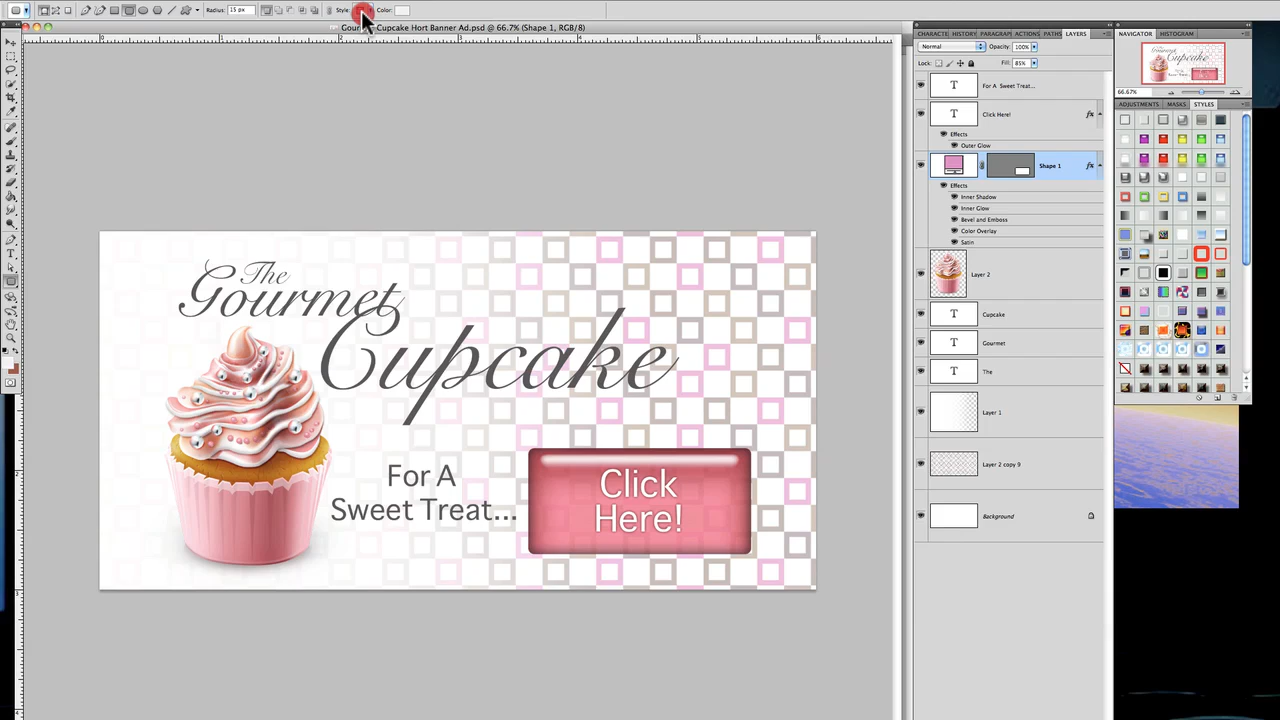 Radius: 15 px
Style:
Color:
Cupcake Hort Banner Ad.psd @ 66.7% (Shape 1, RGB/8)
CHARACTE HISTORY PARAGRAP ACTIONS PATHS LAYERS
Normal
Opacity: 100%
Lock:
Fill: 85%
For A Sweet Treat...
Click Here!
Effects
Outer Glow
Shape 1
Effects
Inner Shadow
Inner Glow
Bevel and Emboss
Color Overlay
Satin
Layer 2
Cupcake
Gourmet
The
Layer 1
Layer 2 copy 9
Background
NAVIGATOR HISTOGRAM
66.67%
ADJUSTMENTS MASKS STYLES
The
Gourmet
Cupcake
For A
Sweet Treat...
Click
Here!